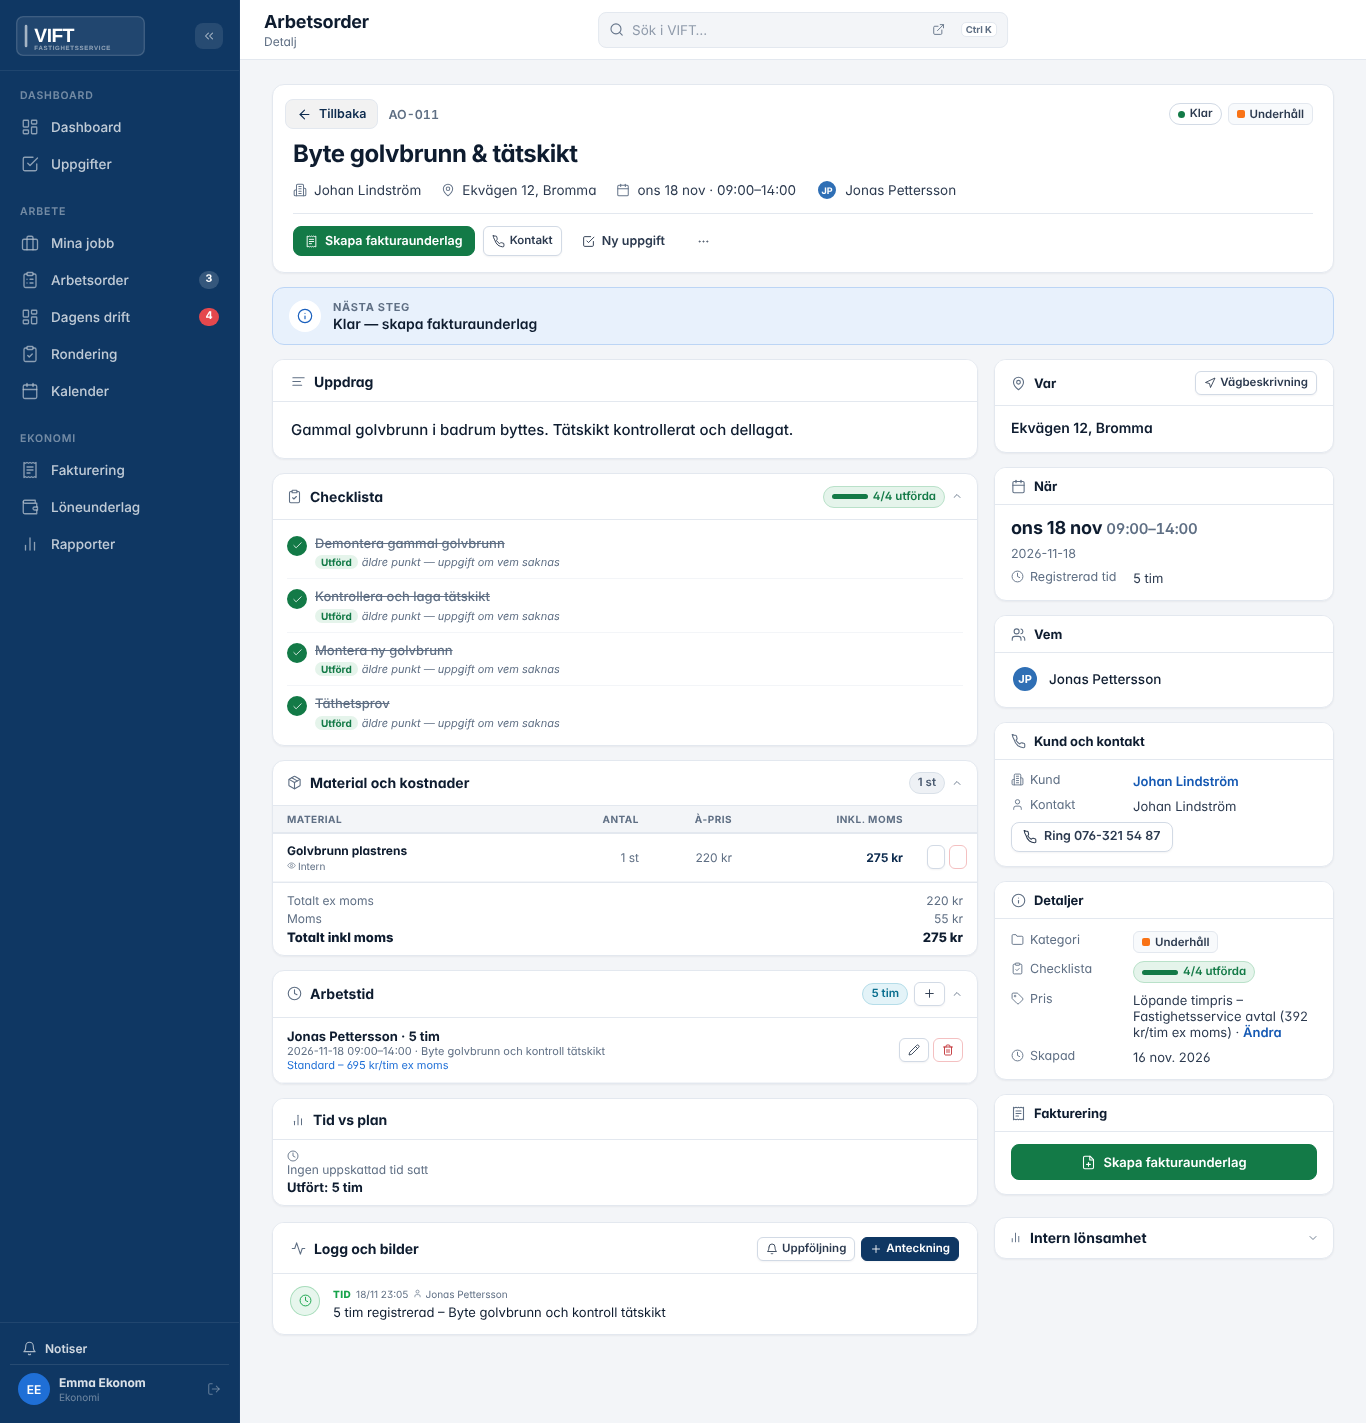 VIFT
FASTIGHETSSERVICE
DASHBOARD
Dashboard
Uppgifter
ARBETE
Mina jobb
Arbetsorder 3
Dagens drift 4
Rondering
Kalender
EKONOMI
Fakturering
Löneunderlag
Rapporter
Notiser
EE
Emma Ekonom
Ekonomi
Arbetsorder
Detalj
Sök i VIFT...
Ctrl K
Tillbaka AO-011
Klar Underhåll
Byte golvbrunn & tätskikt
Johan Lindström Ekvägen 12, Bromma ons 18 nov · 09:00–14:00 JP Jonas Pettersson
Skapa fakturaunderlag Kontakt Ny uppgift ...
NÄSTA STEG
Klar — skapa fakturaunderlag
Uppdrag
Gammal golvbrunn i badrum byttes. Tätskikt kontrollerat och dellagat.
Checklista 4/4 utförda
Demontera gammal golvbrunn
Utförd äldre punkt — uppgift om vem saknas
Kontrollera och laga tätskikt
Utförd äldre punkt — uppgift om vem saknas
Montera ny golvbrunn
Utförd äldre punkt — uppgift om vem saknas
Täthetsprov
Utförd äldre punkt — uppgift om vem saknas
Material och kostnader 1 st
MATERIAL ANTAL À-PRIS INKL. MOMS
Golvbrunn plastrens 1 st 220 kr 275 kr
Intern
Totalt ex moms 220 kr
Moms 55 kr
Totalt inkl moms 275 kr
Arbetstid 5 tim
Jonas Pettersson · 5 tim
2026-11-18 09:00–14:00 · Byte golvbrunn och kontroll tätskikt
Standard – 695 kr/tim ex moms
Tid vs plan
Ingen uppskattad tid satt
Utfört: 5 tim
Logg och bilder Uppföljning Anteckning
TID 18/11 23:05 Jonas Pettersson
5 tim registrerad – Byte golvbrunn och kontroll tätskikt
Var Vägbeskrivning
Ekvägen 12, Bromma
När
ons 18 nov 09:00–14:00
2026-11-18
Registrerad tid 5 tim
Vem
JP Jonas Pettersson
Kund och kontakt
Kund Johan Lindström
Kontakt Johan Lindström
Ring 076-321 54 87
Detaljer
Kategori Underhåll
Checklista 4/4 utförda
Pris Löpande timpris –
Fastighetsservice avtal (392
kr/tim ex moms) · Ändra
Skapad 16 nov. 2026
Fakturering
Skapa fakturaunderlag
Intern lönsamhet